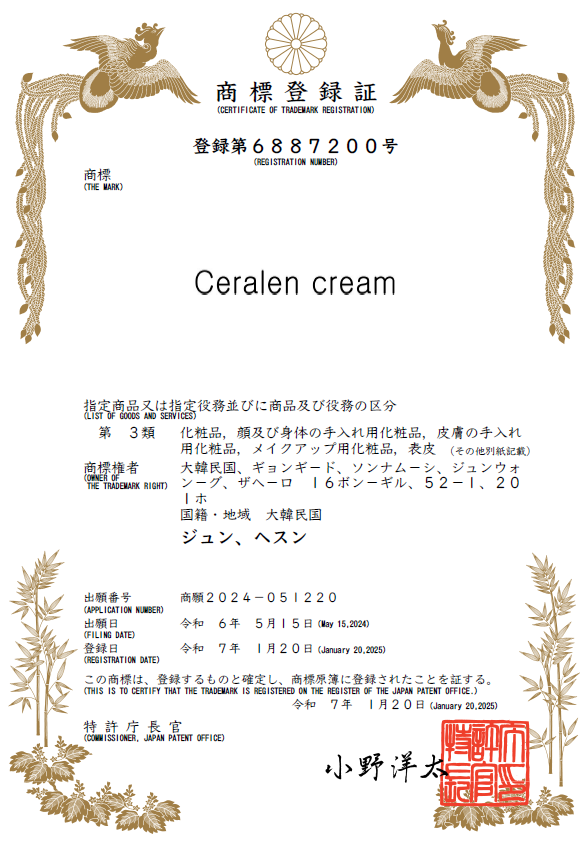 商標登録証
(CERTIFICATE OF TRADEMARK REGISTRATION)
登録第6887200号
(REGISTRATION NUMBER)
商標
(THE MARK)
Ceralen cream
指定商品又は指定役務並びに商品及び役務の区分
(LIST OF GOODS AND SERVICES)
第 3類 化粧品,顔及び身体の手入れ用化粧品,皮膚の手入れ
用化粧品,メイクアップ用化粧品,表皮 (その他別紙記載)
商標権者 大韓民国、ギョンギード、ソンナムーシ、ジュンウォ
(OWNER OF
THE TRADEMARK RIGHT) ンーグ、ザヘーロ 16ボンーギル、52-1、20
1ホ
国籍・地域 大韓民国
ジュン、ヘスン
出願番号 商願2024-051220
(APPLICATION NUMBER)
出願日 令和 6年 5月15日(May 15,2024)
(FILING DATE)
登録日 令和 7年 1月20日(January 20,2025)
(REGISTRATION DATE)
この商標は、登録するものと確定し、商標原簿に登録されたことを証する。
(THIS IS TO CERTIFY THAT THE TRADEMARK IS REGISTERED ON THE REGISTER OF THE JAPAN PATENT OFFICE.)
令和 7年 1月20日(January 20,2025)
特許庁長官
(COMMISSIONER, JAPAN PATENT OFFICE)
小野洋太